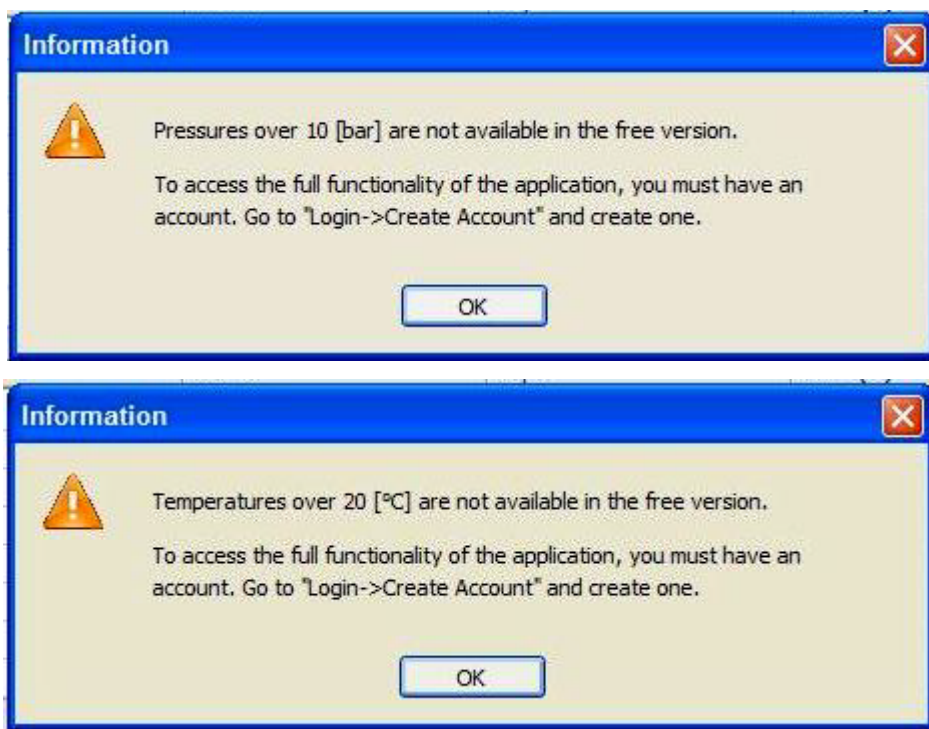 Information
Pressures over 10 [bar] are not available in the free version.
To access the full functionality of the application, you must have an
account. Go to "Login->Create Account" and create one.
OK
Information
Temperatures over 20 [°C] are not available in the free version.
To access the full functionality of the application, you must have an
account. Go to "Login->Create Account" and create one.
OK